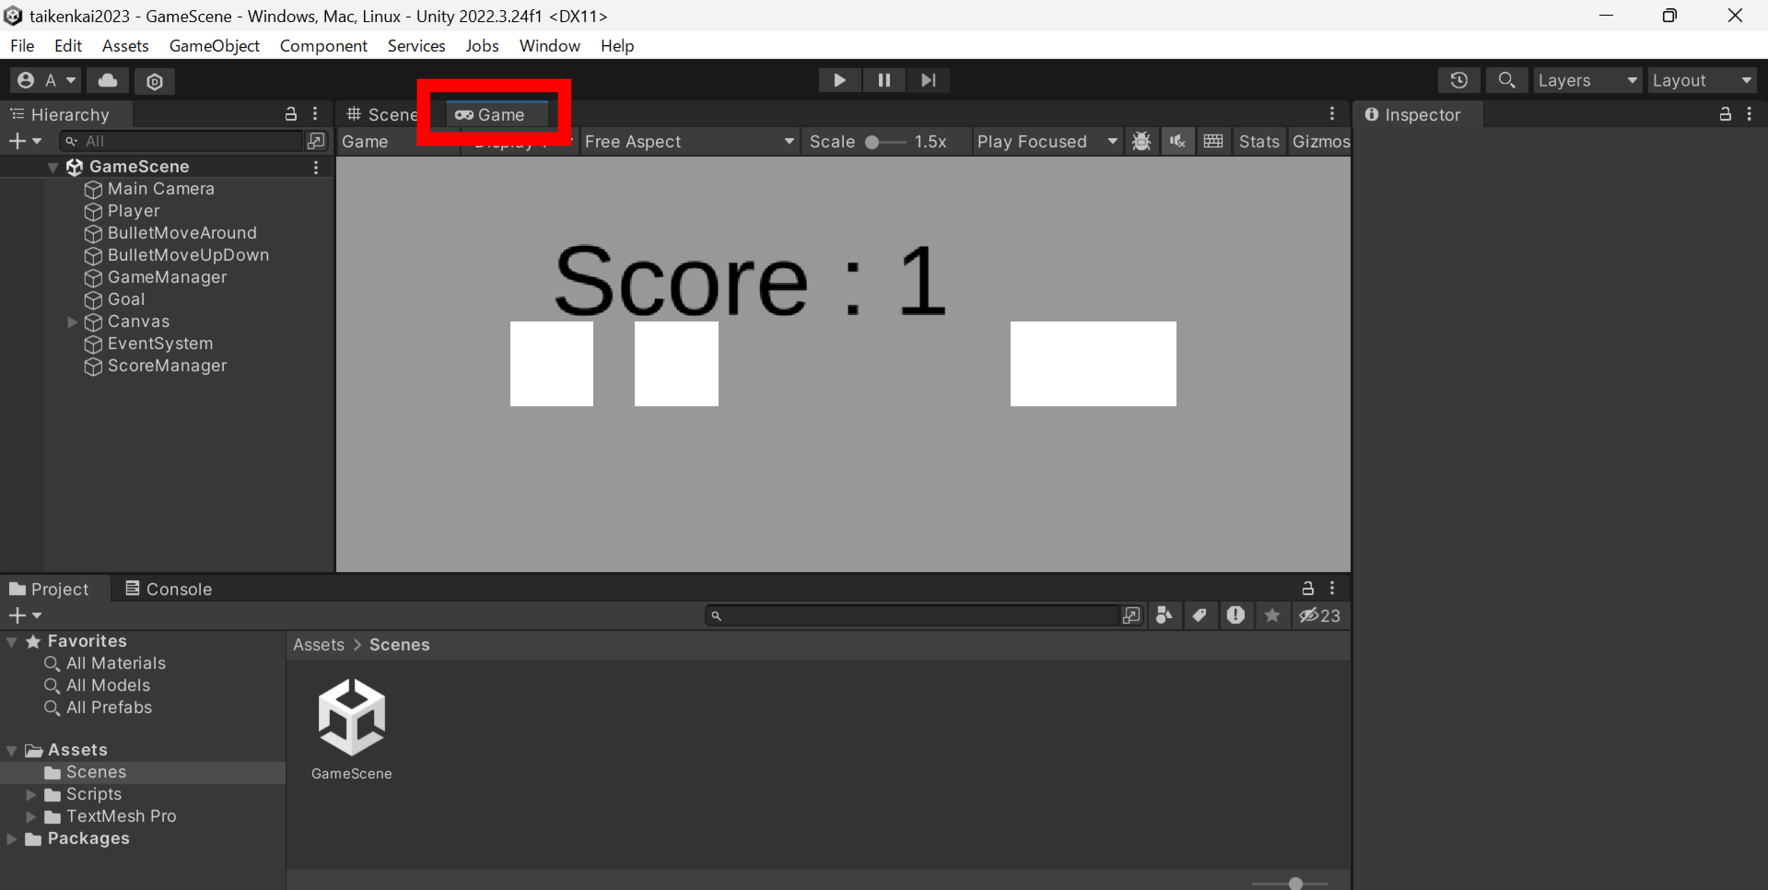 taikenkai2023 - GameScene - Windows, Mac, Linux - Unity 2022.3.24f1 <DX11>
File Edit Assets GameObject Component Services Jobs Window Help
A Layers Layout
Hierarchy Scene Game Inspector
All Game Free Aspect Scale 1.5x Play Focused Stats Gizmos
GameScene
Main Camera
Player
BulletMoveAround
BulletMoveUpDown
GameManager
Goal
Canvas
EventSystem
ScoreManager
Score : 1
Project Console
23
Favorites
All Materials
All Models
All Prefabs
Assets
Scenes
Scripts
TextMesh Pro
Packages
Assets > Scenes
GameScene